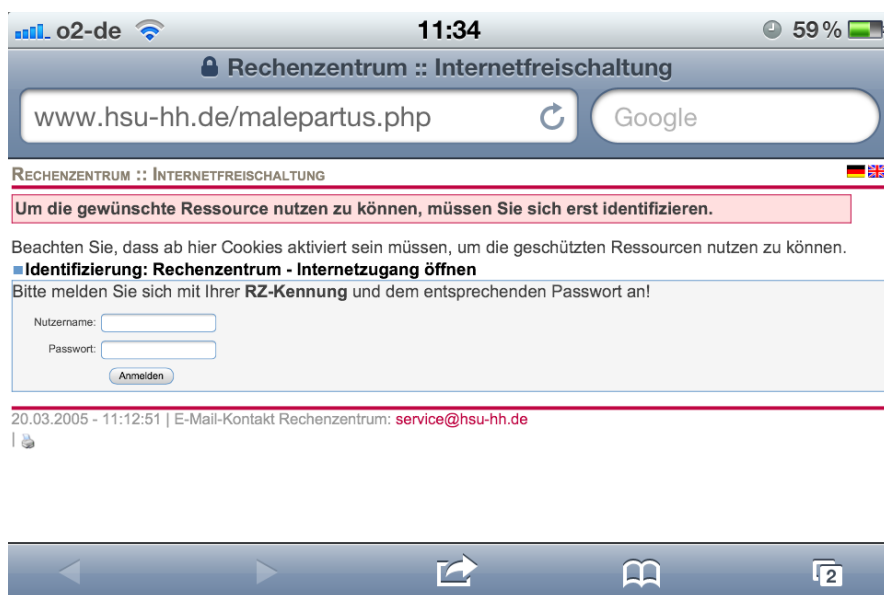 o2-de 11:34 59 %
Rechenzentrum :: Internetfreischaltung
www.hsu-hh.de/malepartus.php Google
RECHENZENTRUM :: INTERNETFREISCHALTUNG
Um die gewünschte Ressource nutzen zu können, müssen Sie sich erst identifizieren.
Beachten Sie, dass ab hier Cookies aktiviert sein müssen, um die geschützten Ressourcen nutzen zu können.
Identifizierung: Rechenzentrum - Internetzugang öffnen
Bitte melden Sie sich mit Ihrer RZ-Kennung und dem entsprechenden Passwort an!
Nutzername:
Passwort:
Anmelden
20.03.2005 - 11:12:51 | E-Mail-Kontakt Rechenzentrum: service@hsu-hh.de
|
2